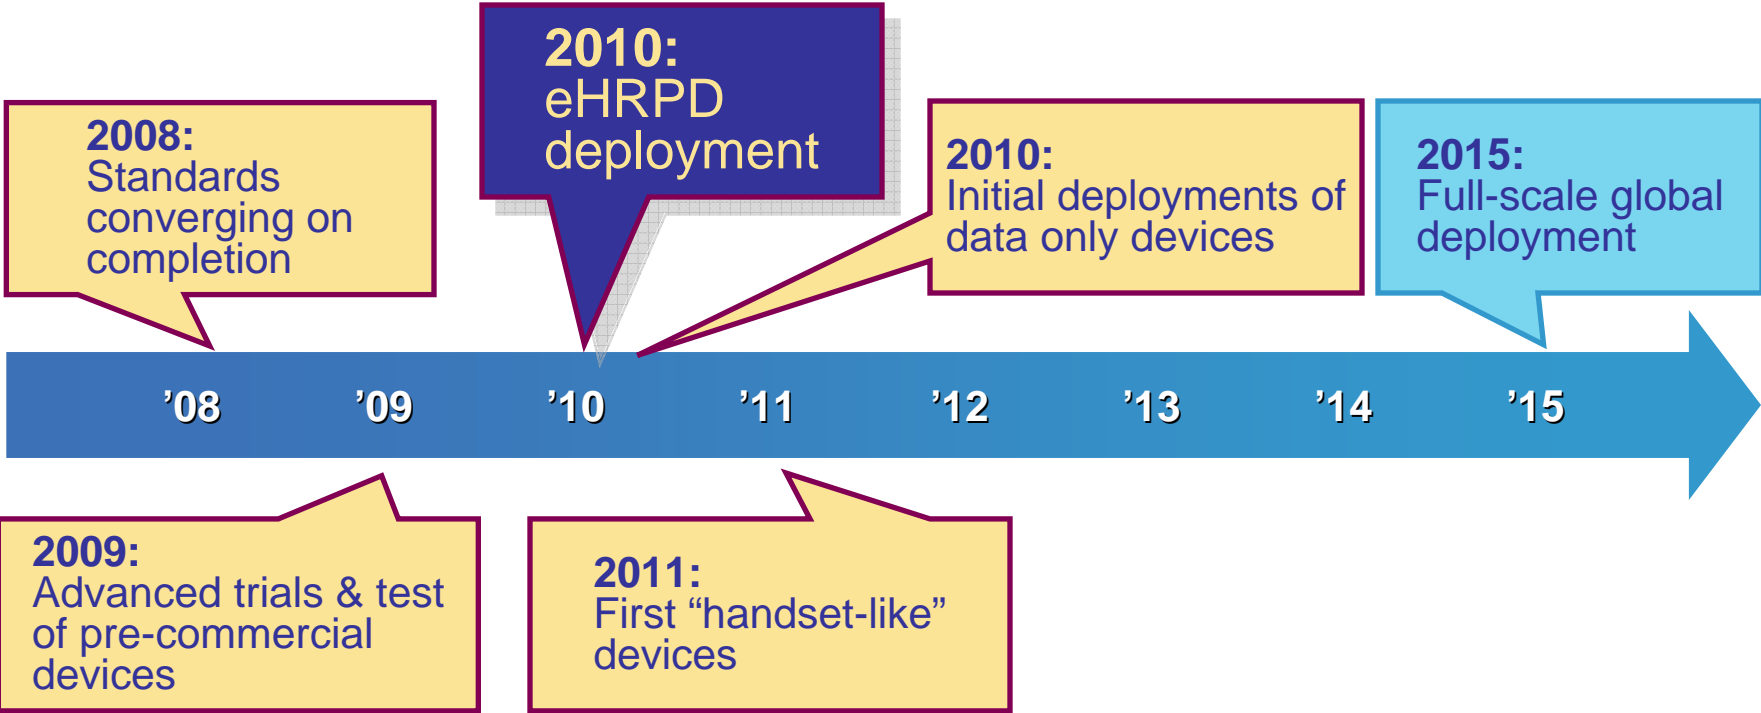 2010:
eHRPD
deployment
2008:
Standards
converging on
completion
2010:
Initial deployments of
data only devices
2015:
Full-scale global
deployment
’08 ’09 ’10 ’11 ’12 ’13 ’14 ’15
2009:
Advanced trials & test
of pre-commercial
devices
2011:
First “handset-like”
devices